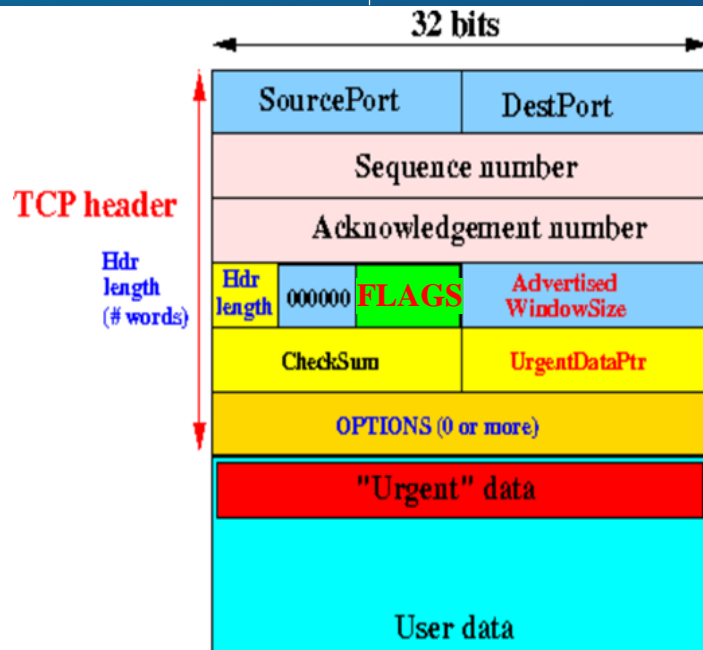 32 bits
SourcePort
DestPort
Sequence number
TCP header
Acknowledgement number
Hdr
length
(# words)
Hdr
length
000000
FLAGS
Advertised
WindowSize
CheckSum
UrgentDataPtr
OPTIONS (0 or more)
"Urgent" data
User data